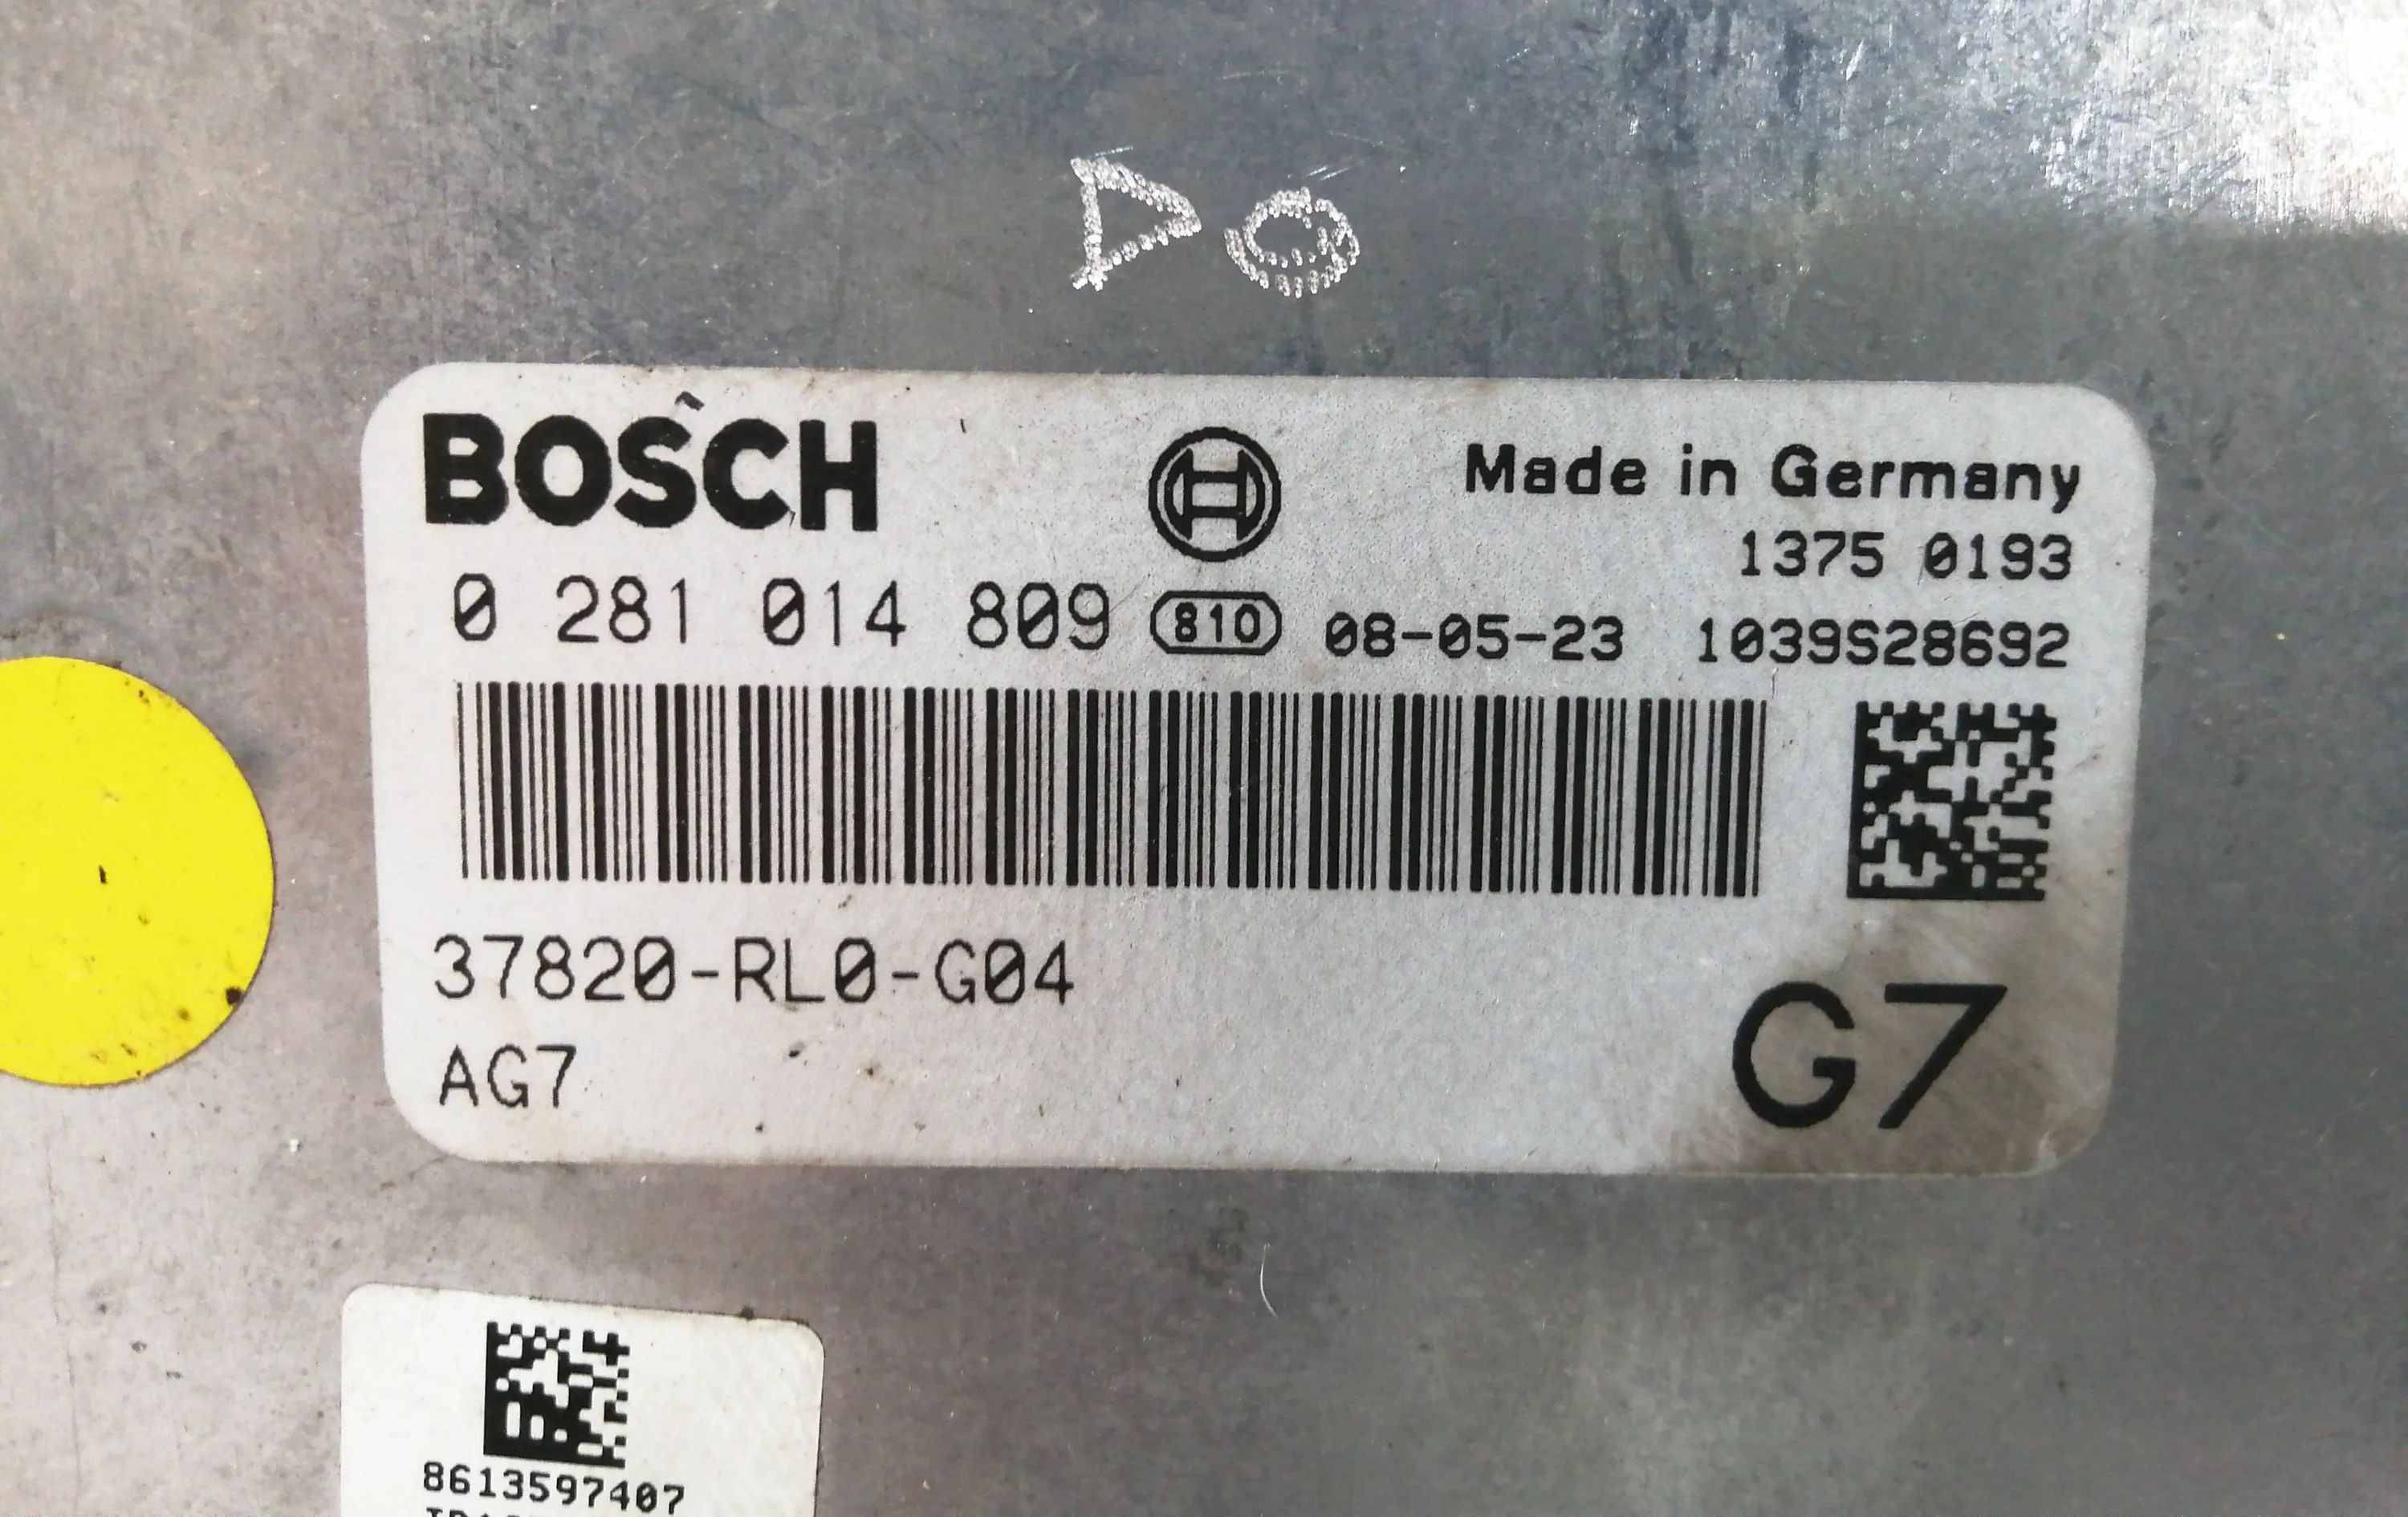 DO
BOSCH
Made in Germany
1375 0193
0 281 014 809 810 08-05-23 1039S28692
37820-RL0-G04
AG7
G7
8613597407